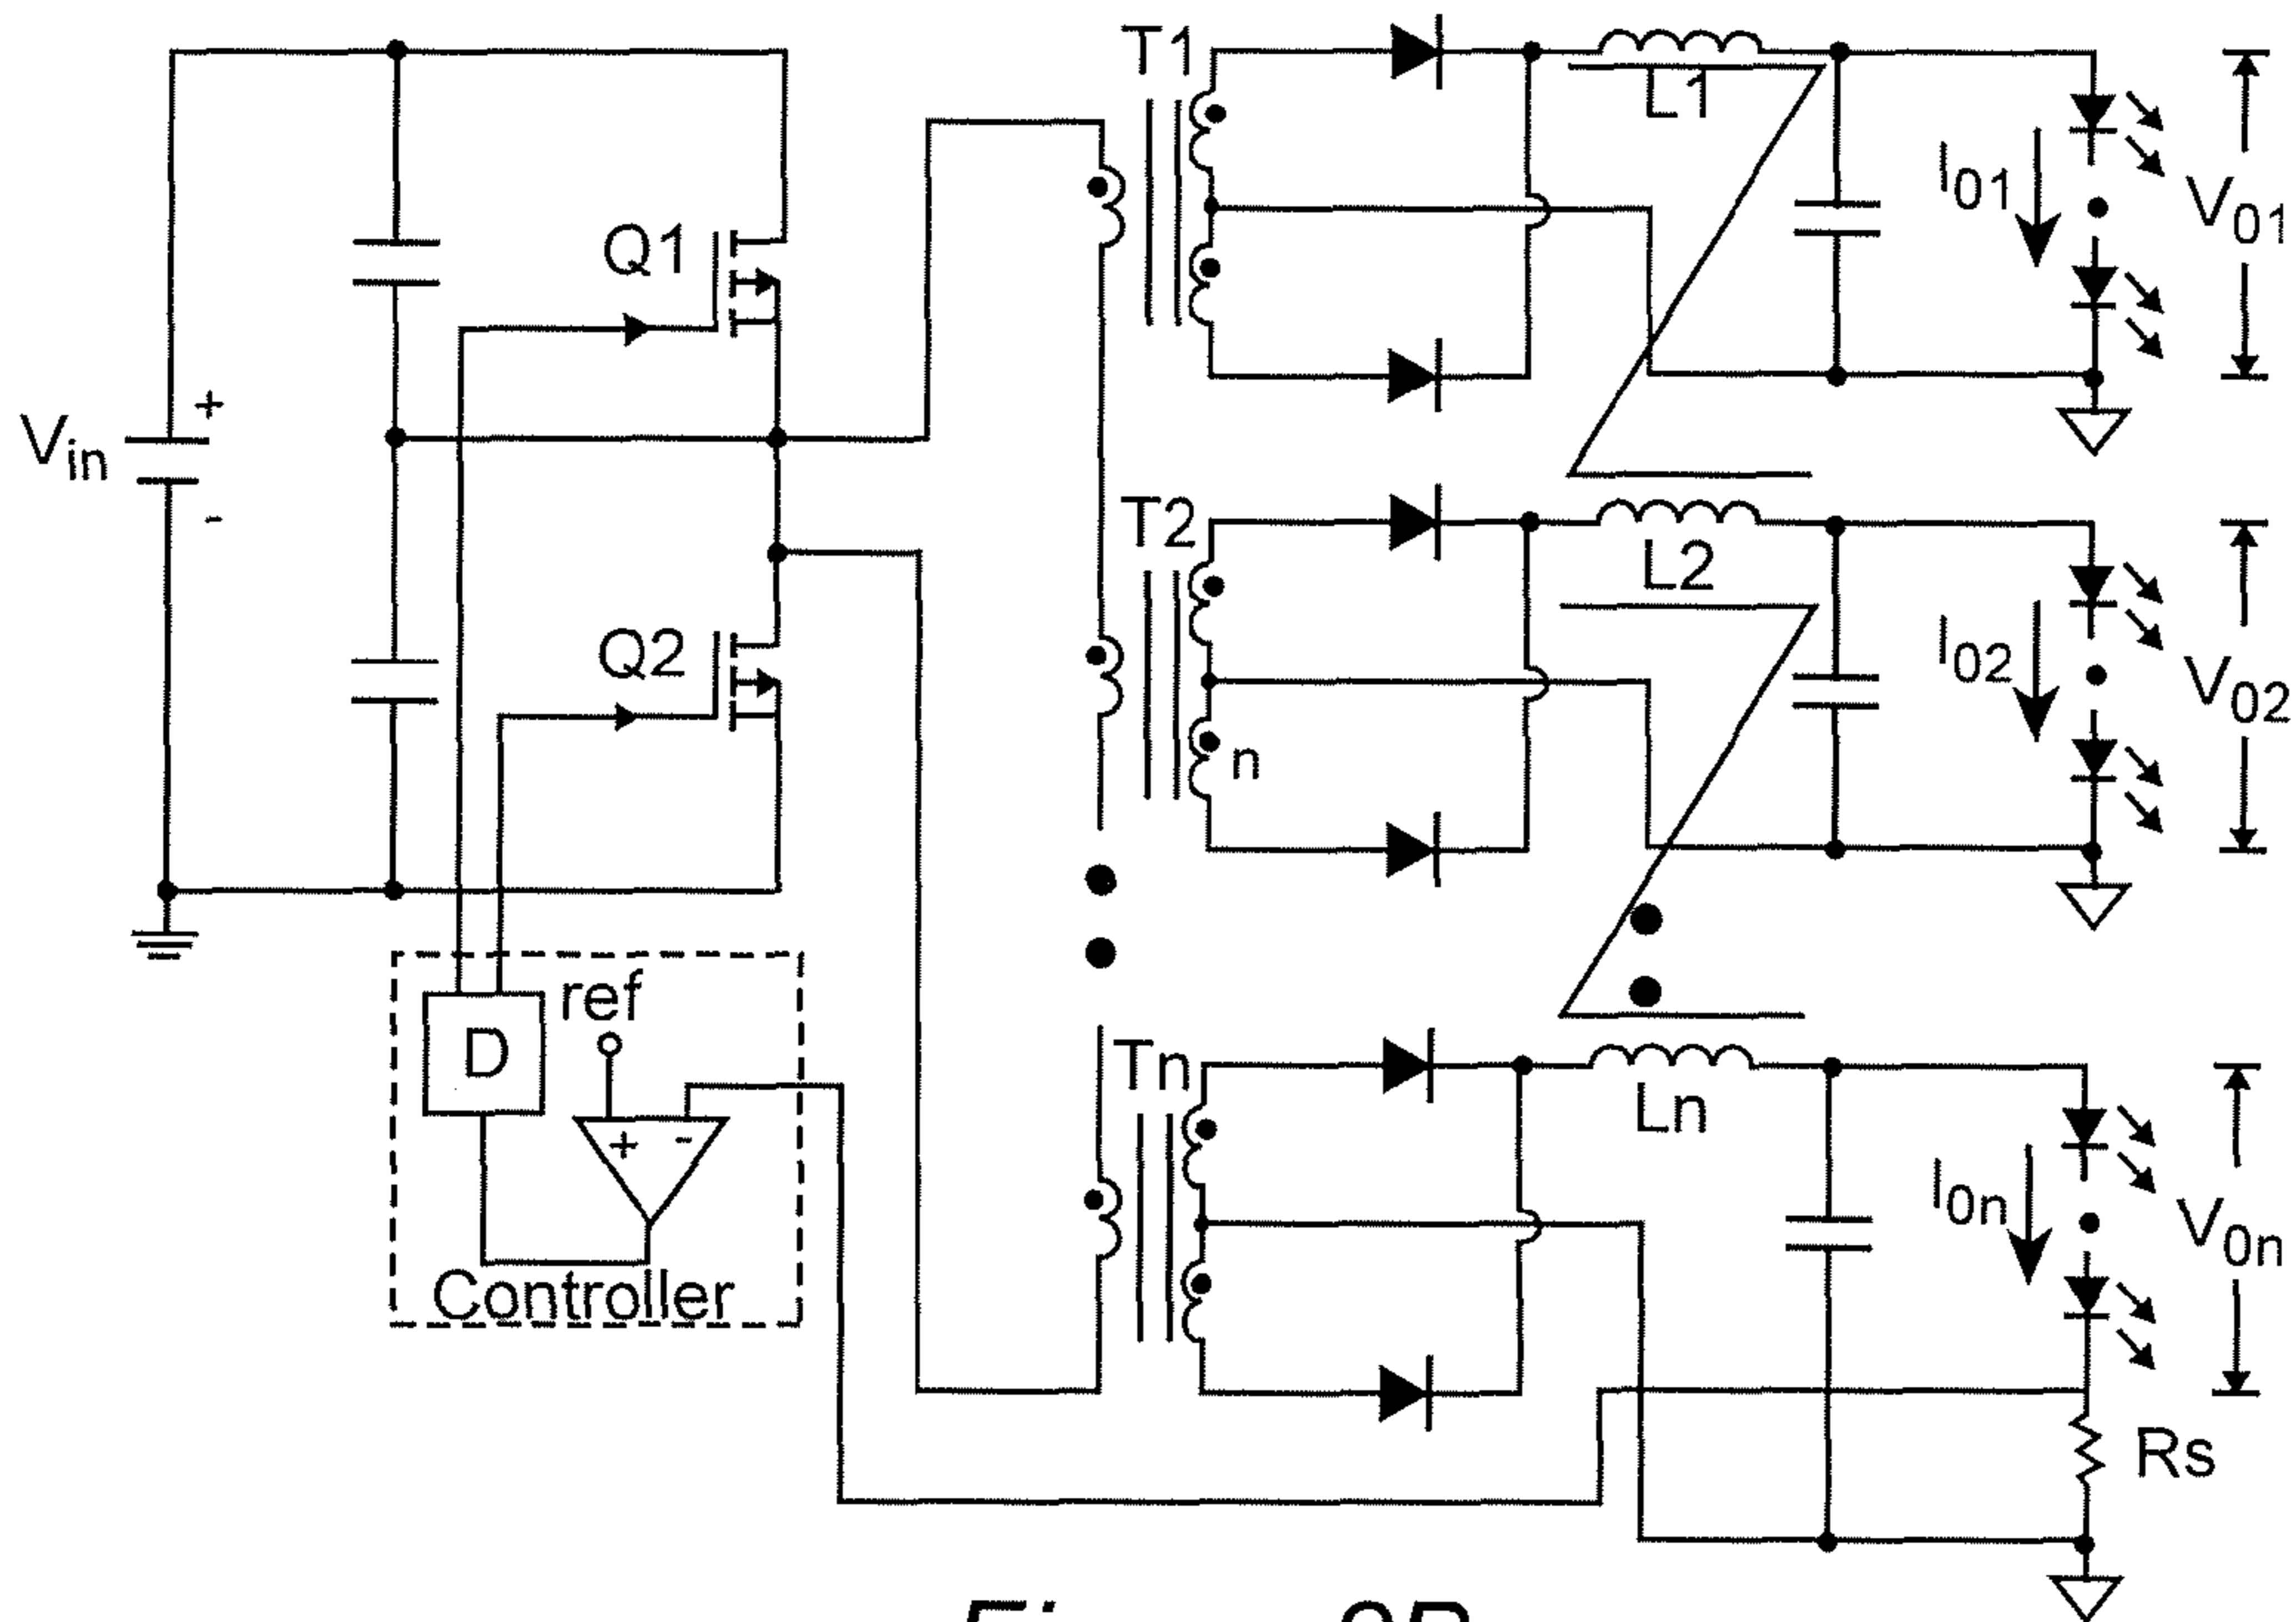 T1
L1
I01
V01
Q1
+
Vin
-
T2
L2
I02
V02
Q2
n
ref
D
Tn
Ln
+ -
I0n
V0n
Controller
Rs